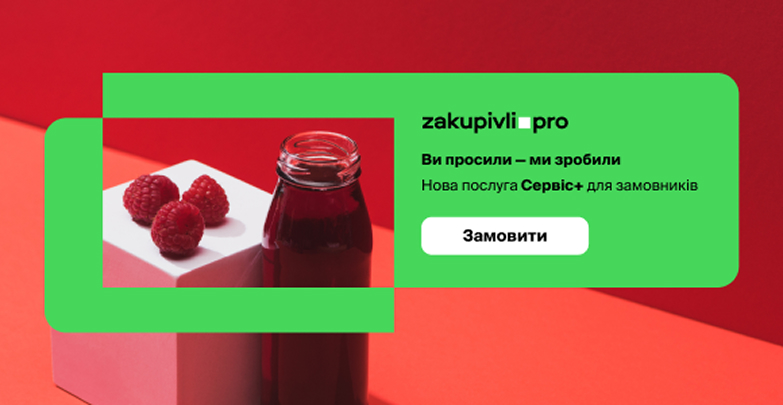 zakupivli.pro
Ви просили – ми зробили
Нова послуга Сервіс+ для замовників
Замовити